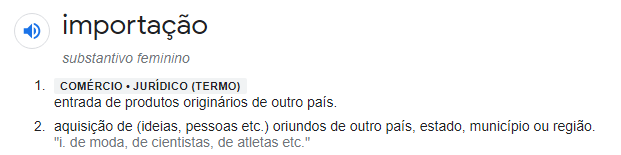 importação
substantivo feminino
1. COMÉRCIO • JURÍDICO (TERMO)
entrada de produtos originários de outro país.
2. aquisição de (ideias, pessoas etc.) oriundos de outro país, estado, município ou região.
"i. de moda, de cientistas, de atletas etc."